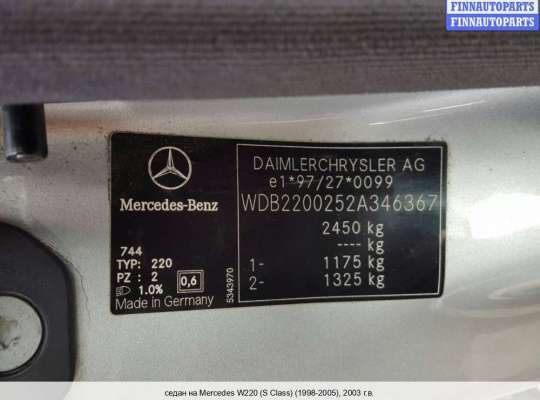 FINNAUTOPARTS
FINNAUTOPARTS
Mercedes-Benz
DAIMLERCHRYSLER AG
e1*97/27*0099
WDB2200252A346367
2450 kg
---- kg
1- 1175 kg
2- 1325 kg
744
TYP: 220
PZ : 2
1.0%
0,6
Made in Germany
5343970
седан на Mercedes W220 (S Class) (1998-2005), 2003 г.в.